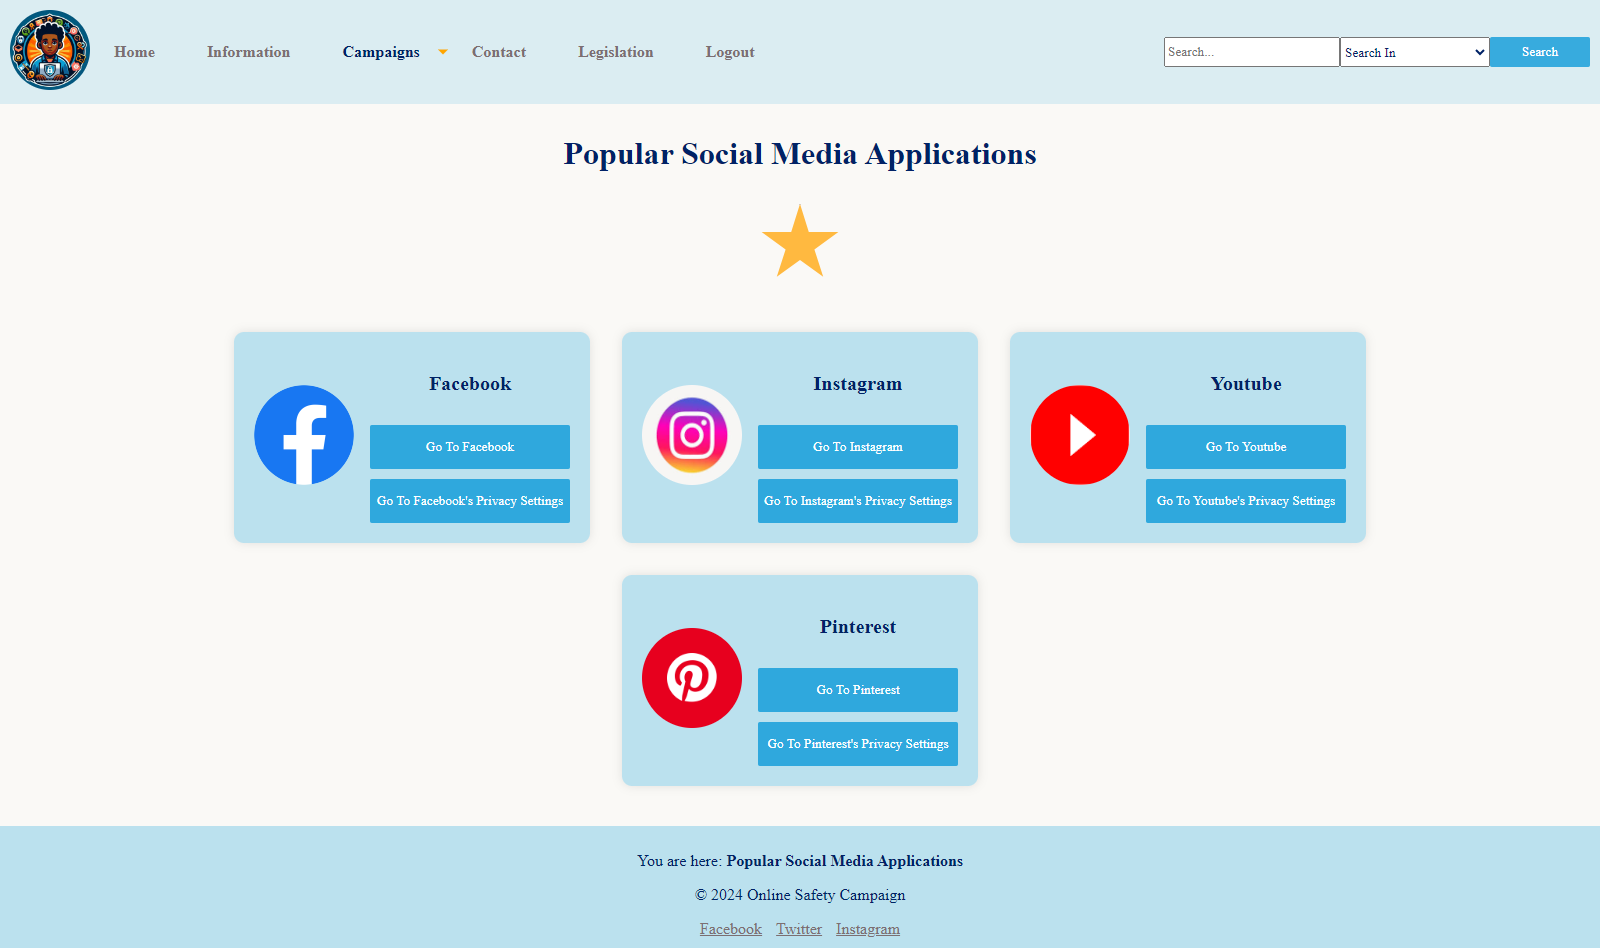 Home Information Campaigns Contact Legislation Logout Search... Search In Search
Popular Social Media Applications
Facebook
Go To Facebook
Go To Facebook's Privacy Settings
Instagram
Go To Instagram
Go To Instagram's Privacy Settings
Youtube
Go To Youtube
Go To Youtube's Privacy Settings
Pinterest
Go To Pinterest
Go To Pinterest's Privacy Settings
You are here: Popular Social Media Applications
© 2024 Online Safety Campaign
Facebook Twitter Instagram